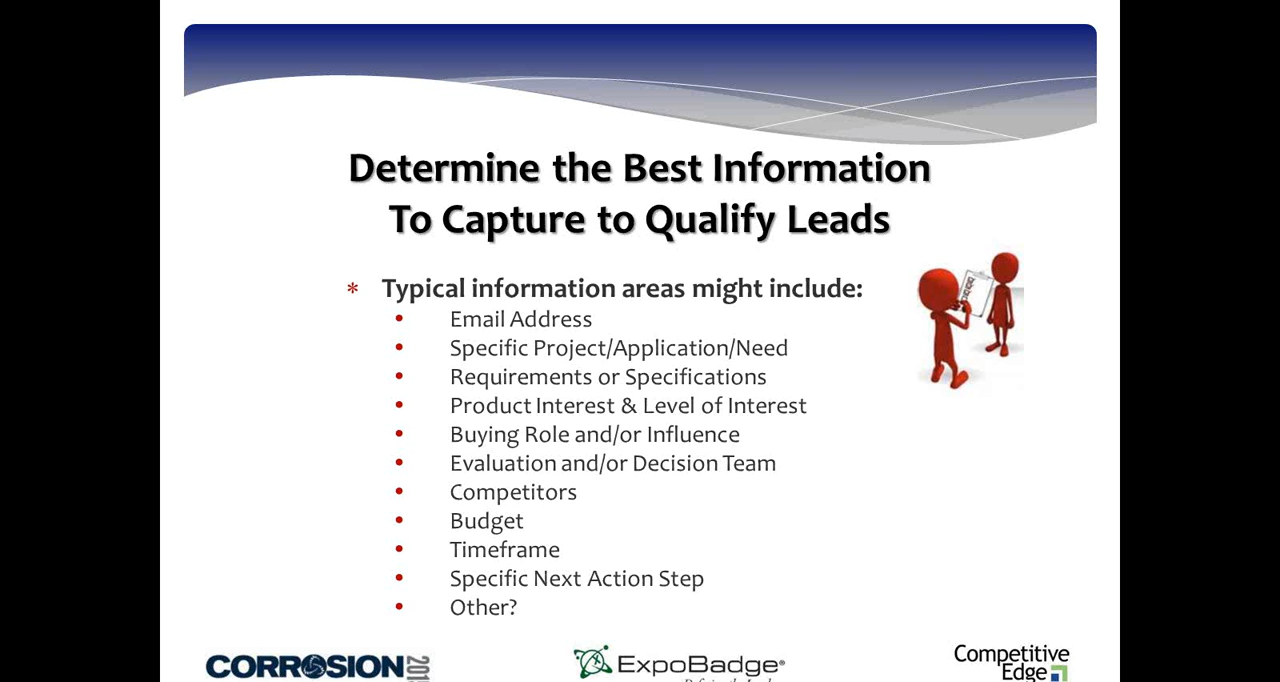 Determine the Best Information
To Capture to Qualify Leads
* Typical information areas might include:
• Email Address
• Specific Project/Application/Need
• Requirements or Specifications
• Product Interest & Level of Interest
• Buying Role and/or Influence
• Evaluation and/or Decision Team
• Competitors
• Budget
• Timeframe
• Specific Next Action Step
• Other?
CORROSION
ExpoBadge®
Competitive
Edge